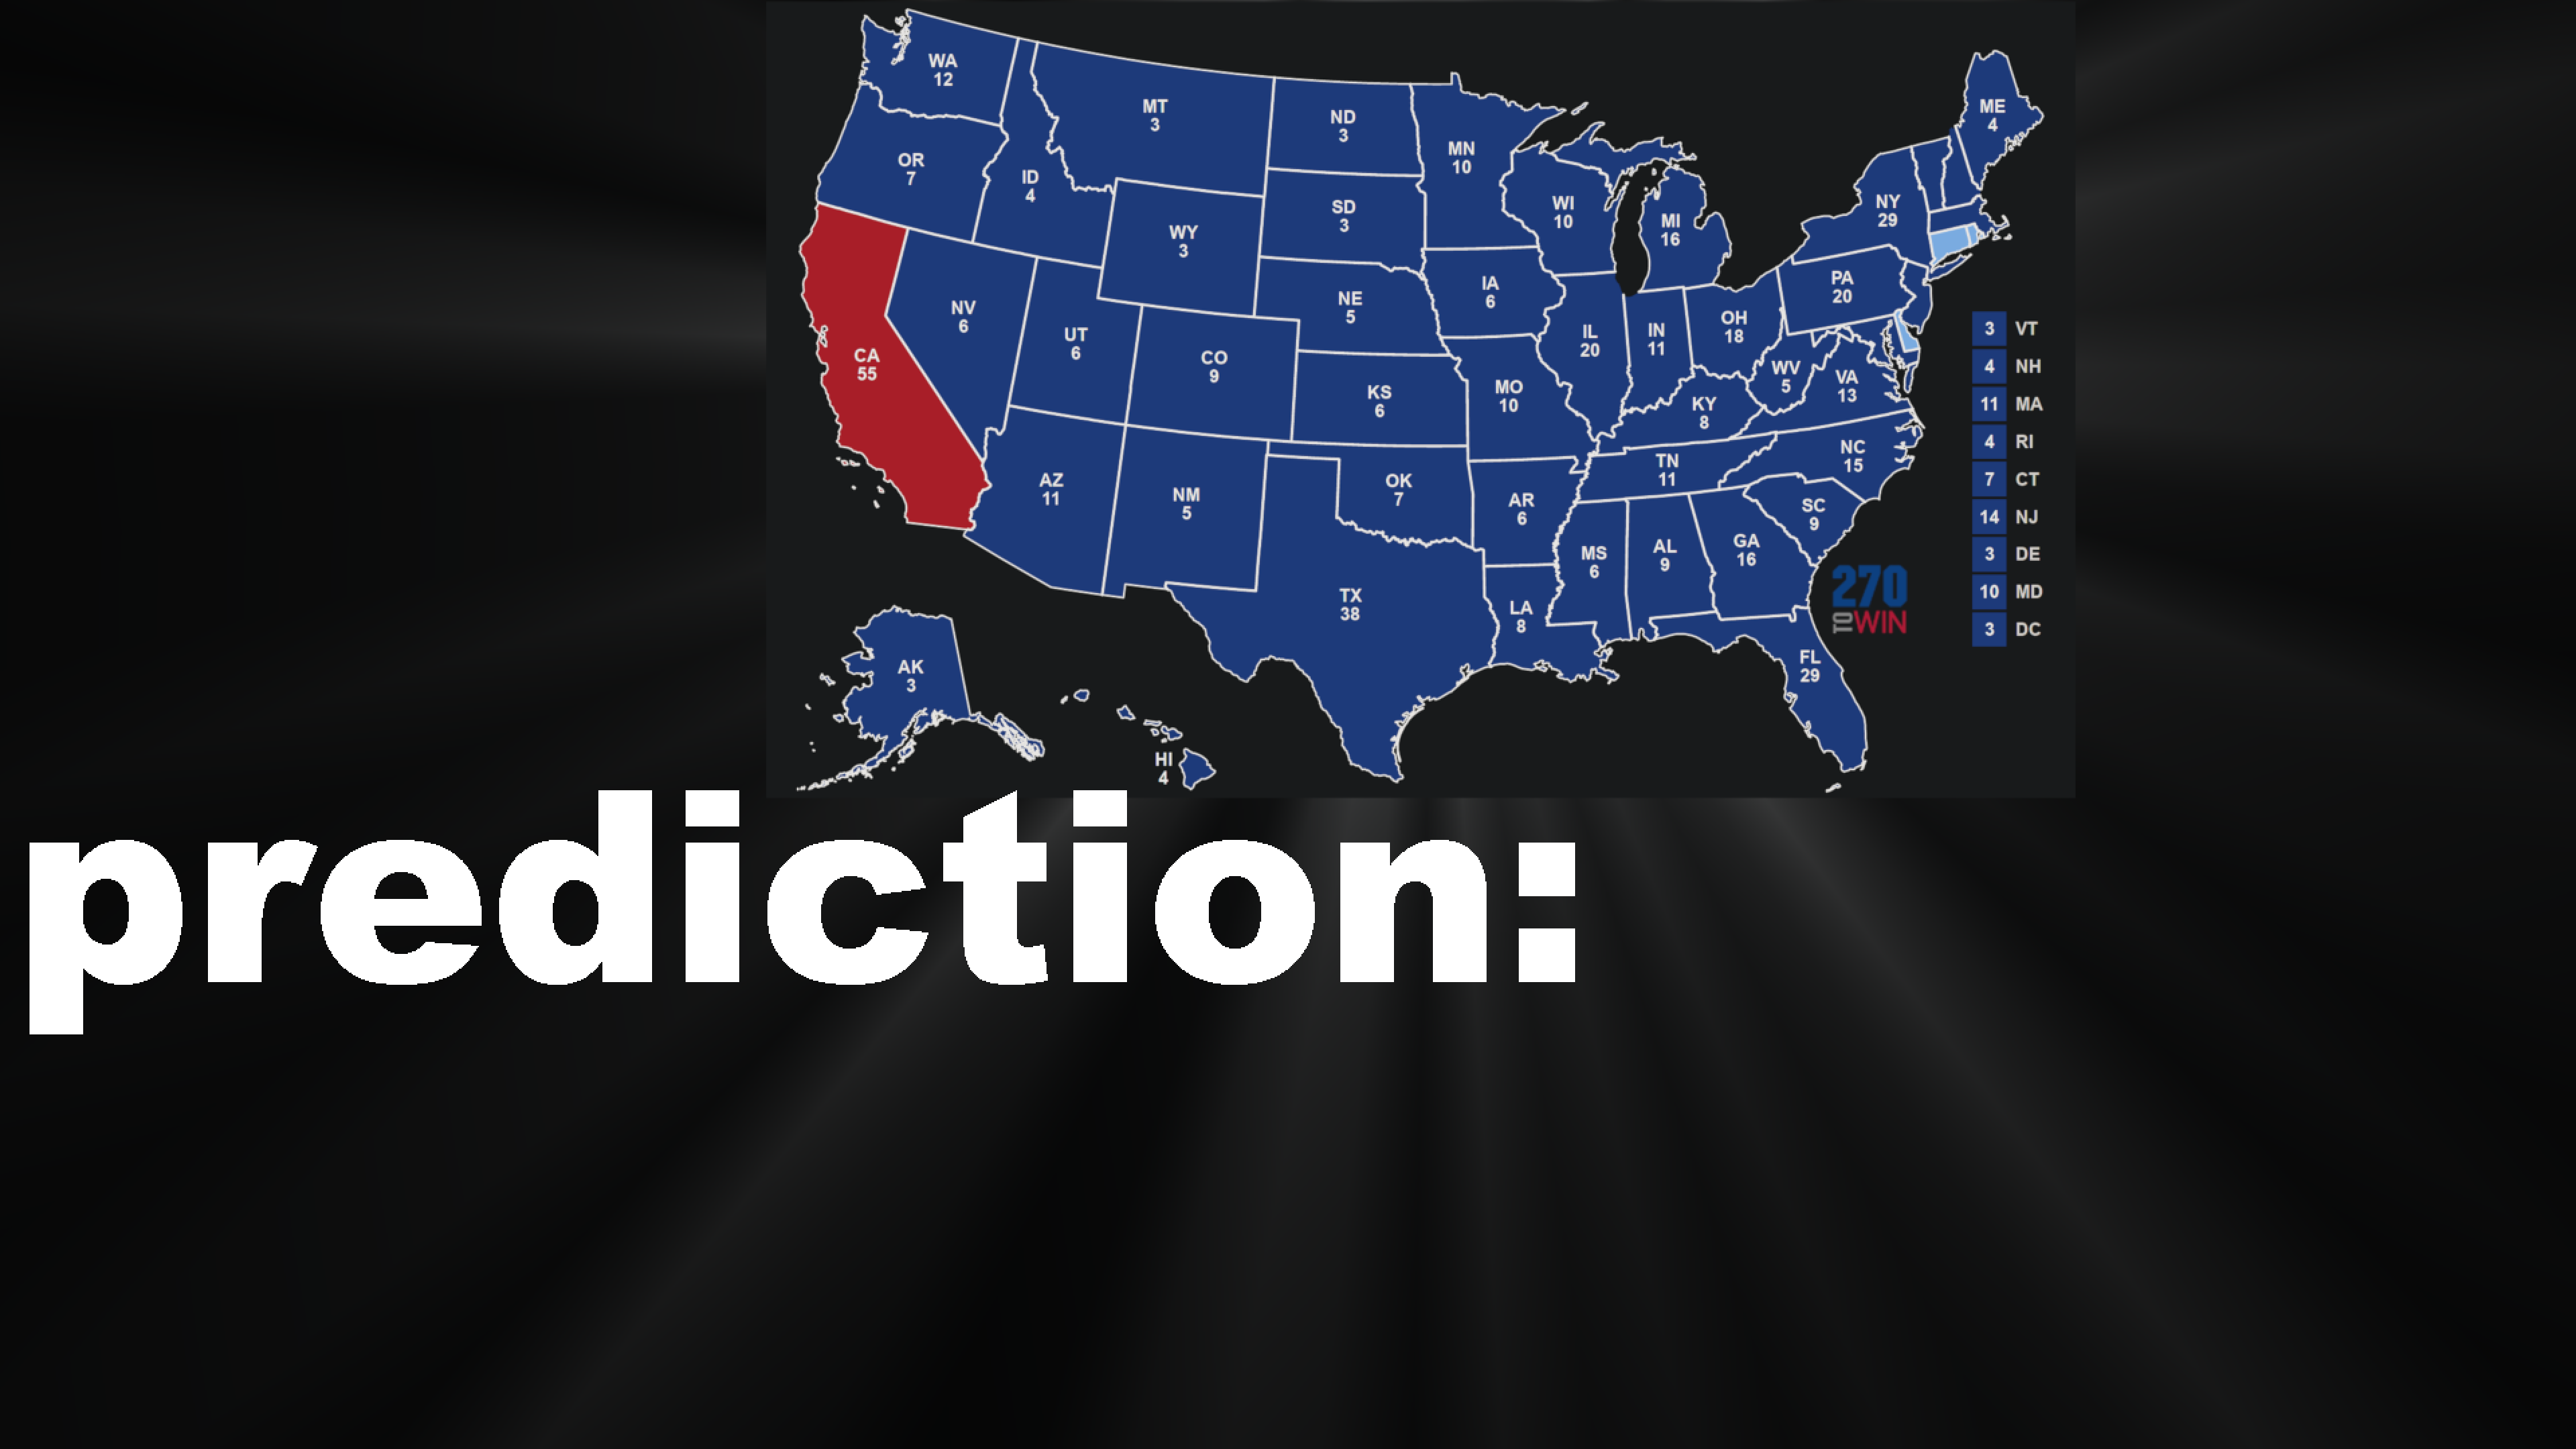 WA
12
MT
3
ND
3
MN
10
ME
4
OR
7
ID
4
WY
3
SD
3
WI
10
MI
16
NY
29
NV
6
UT
6
CO
9
NE
5
IA
6
IL
20
IN
11
OH
18
PA
20
CA
55
KS
6
MO
10
KY
8
WV
5
VA
13
AZ
11
NM
5
OK
7
AR
6
TN
11
NC
15
SC
9
MS
6
AL
9
GA
16
TX
38
LA
8
FL
29
AK
3
HI
4
3 VT
4 NH
11 MA
4 RI
7 CT
14 NJ
3 DE
10 MD
3 DC
270
TO WIN
prediction: